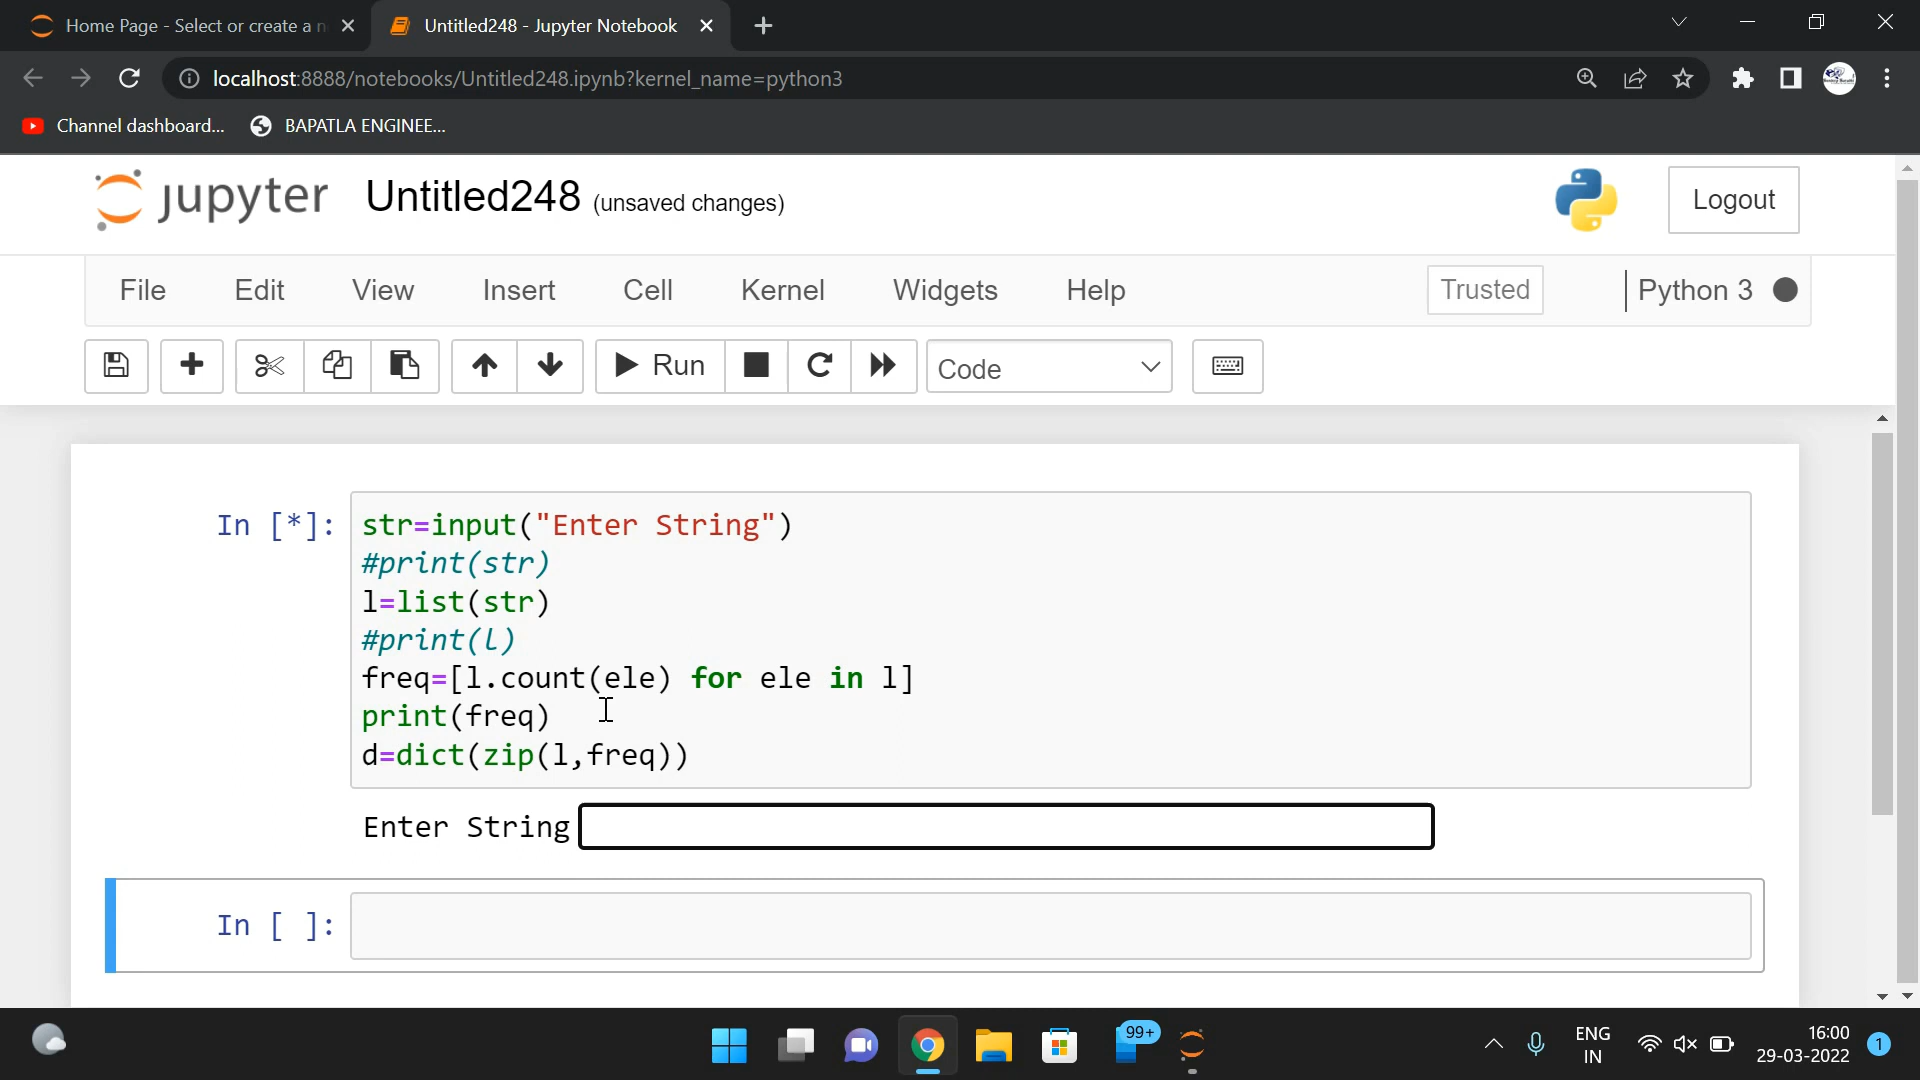 Home Page - Select or create a n
Untitled248 - Jupyter Notebook
localhost:8888/notebooks/Untitled248.ipynb?kernel_name=python3
Channel dashboard...
BAPATLA ENGINEE...
jupyter
Untitled248 (unsaved changes)
Logout
File Edit View Insert Cell Kernel Widgets Help
Trusted
Python 3
Run
Code
In [*]:
str=input("Enter String")
#print(str)
l=list(str)
#print(l)
freq=[l.count(ele) for ele in l]
print(freq)
d=dict(zip(l,freq))
Enter String
In [ ]:
99+
ENG
IN
16:00
29-03-2022
1